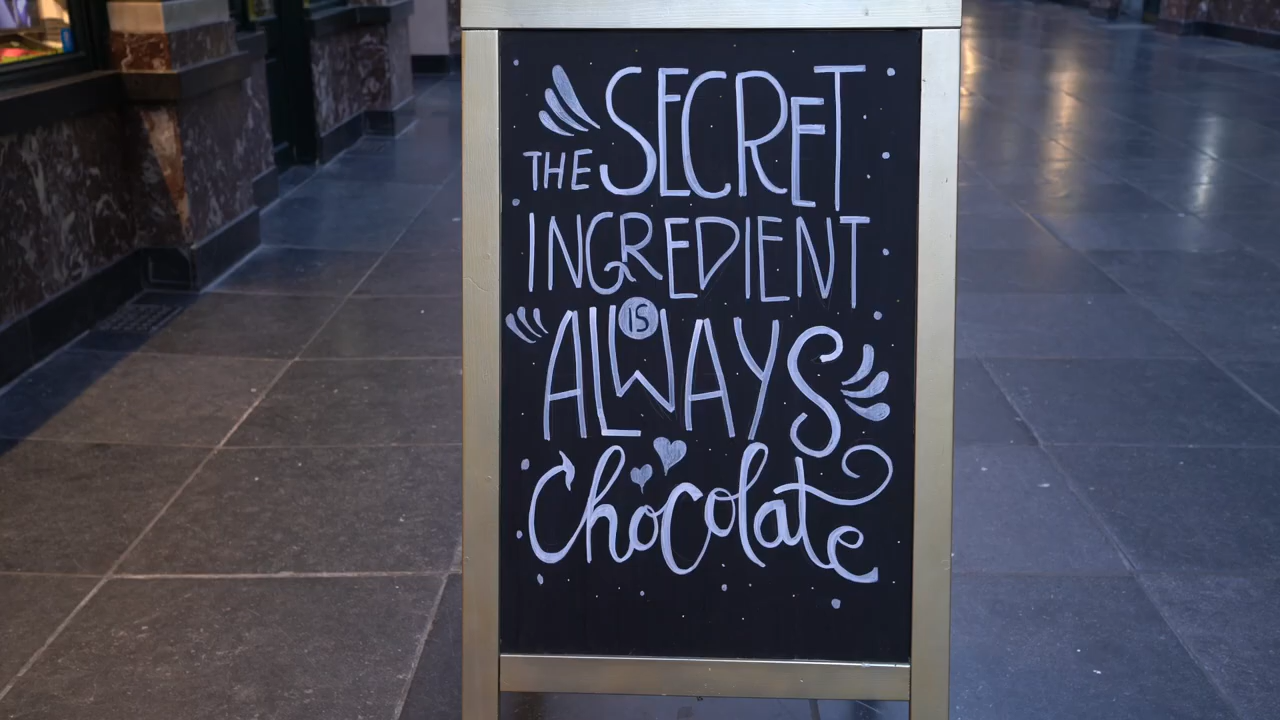 THE SECRET
INGREDIENT
IS
ALWAYS
Chocolate